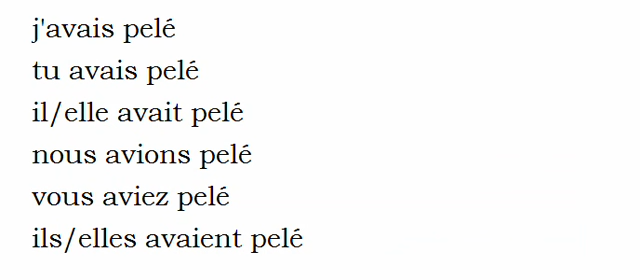 j'avais pelé
tu avais pelé
il/elle avait pelé
nous avions pelé
vous aviez pelé
ils/elles avaient pelé